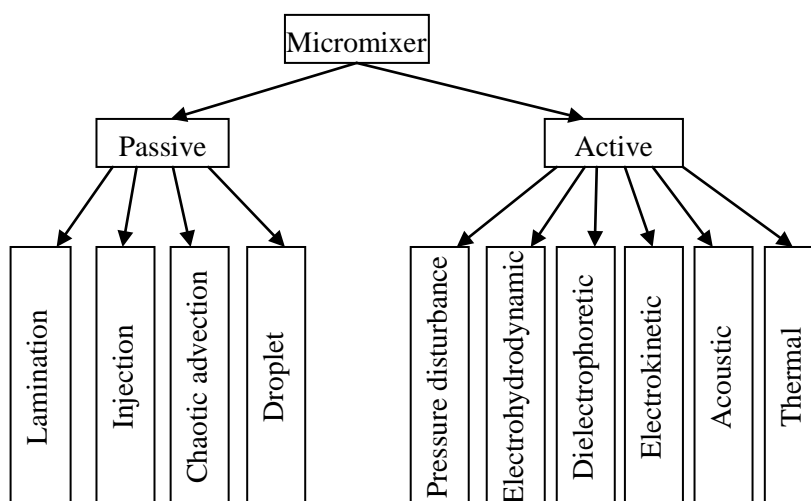 Micromixer
Passive
Active
Lamination
Injection
Chaotic advection
Droplet
Pressure disturbance
Electrohydrodynamic
Dielectrophoretic
Electrokinetic
Acoustic
Thermal